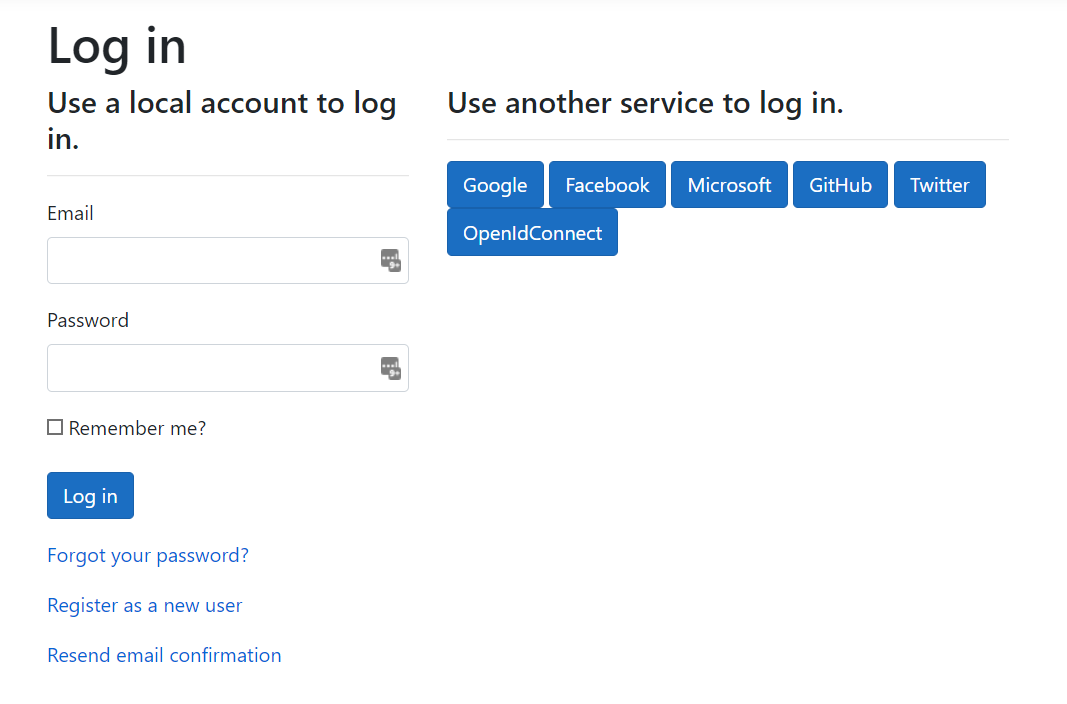 Log in
Use a local account to log
in.
Email
Password
Remember me?
Log in
Forgot your password?
Register as a new user
Resend email confirmation
Use another service to log in.
Google Facebook Microsoft GitHub Twitter
OpenIdConnect